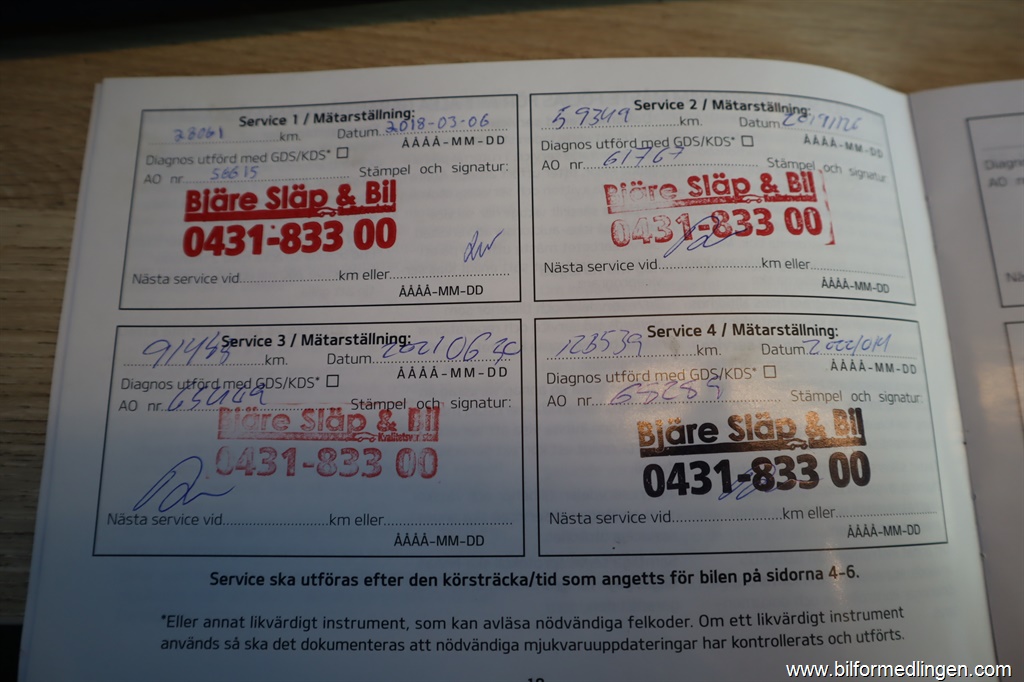 Service 1 / Mätarställning:
28061 km. Datum 2018-03-06
ÅÅÅÅ-MM-DD
Diagnos utförd med GDS/KDS* ☐
AO nr. 58615 Stämpel och signatur:
Bjäre Släp & Bil
0431-833 00
Nästa service vid km eller
ÅÅÅÅ-MM-DD
Service 2 / Mätarställning:
59349 km. Datum
ÅÅÅÅ-MM-DD
Diagnos utförd med GDS/KDS* ☐
AO nr. 61767 Stämpel och signatur
Bjäre Släp & Bil
Kvalitetsverkstad
0431-833 00
Nästa service vid km eller
ÅÅÅÅ-MM-DD
Service 3 / Mätarställning:
km. Datum
ÅÅÅÅ-MM-DD
Diagnos utförd med GDS/KDS* ☐
AO nr. Stämpel och signatur:
Bjäre Släp & Bil
Kvalitetsverkstad
0431-833 00
Nästa service vid km eller
ÅÅÅÅ-MM-DD
Service 4 / Mätarställning:
123539 km. Datum
ÅÅÅÅ-MM-DD
Diagnos utförd med GDS/KDS* ☐
AO nr. Stämpel och signatur:
Bjäre Släp & Bil
0431-833 00
Nästa service vid km eller
ÅÅÅÅ-MM-DD
Service ska utföras efter den körsträcka/tid som angetts för bilen på sidorna 4-6.
*Eller annat likvärdigt instrument, som kan avläsa nödvändiga felkoder. Om ett likvärdigt instrument
används så ska det dokumenteras att nödvändiga mjukvaruuppdateringar har kontrollerats och utförts.
www.bilformedlingen.com